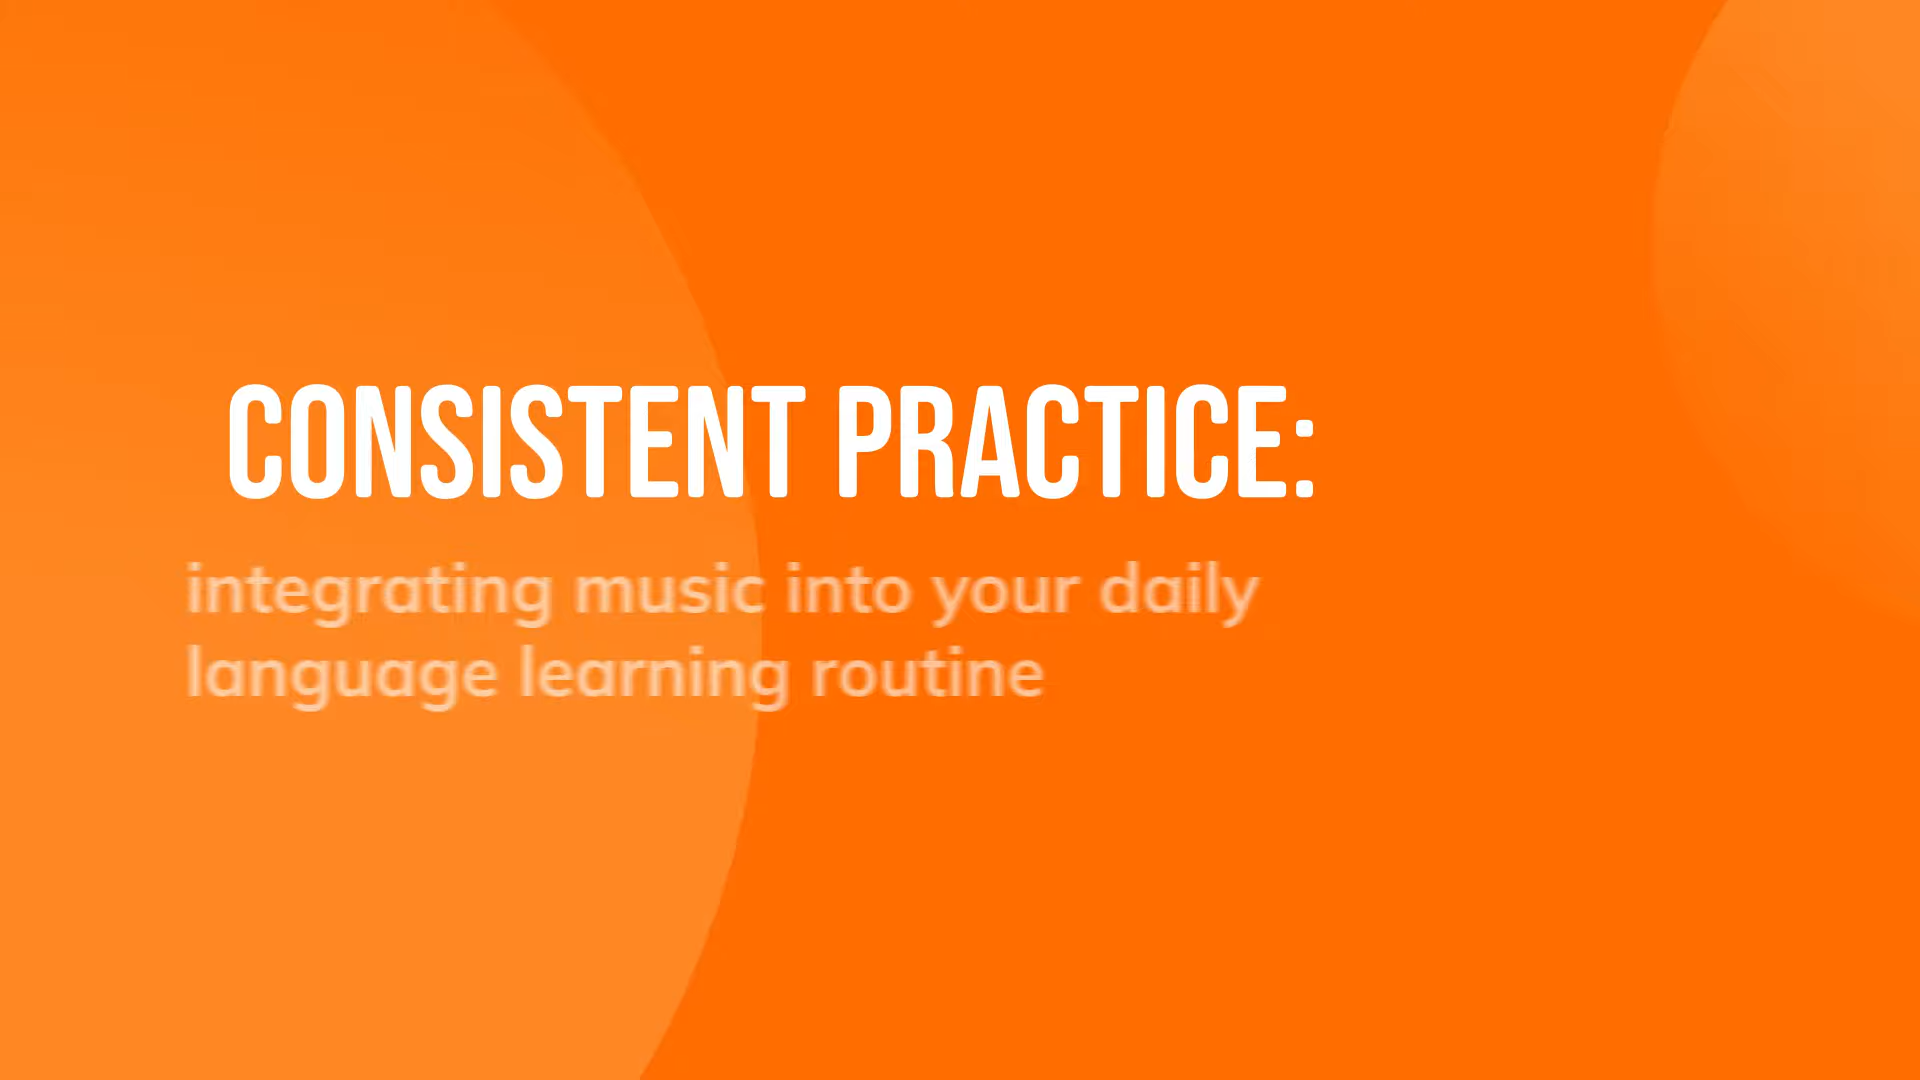 CONSISTENT PRACTICE:
integrating music into your daily
language learning routine